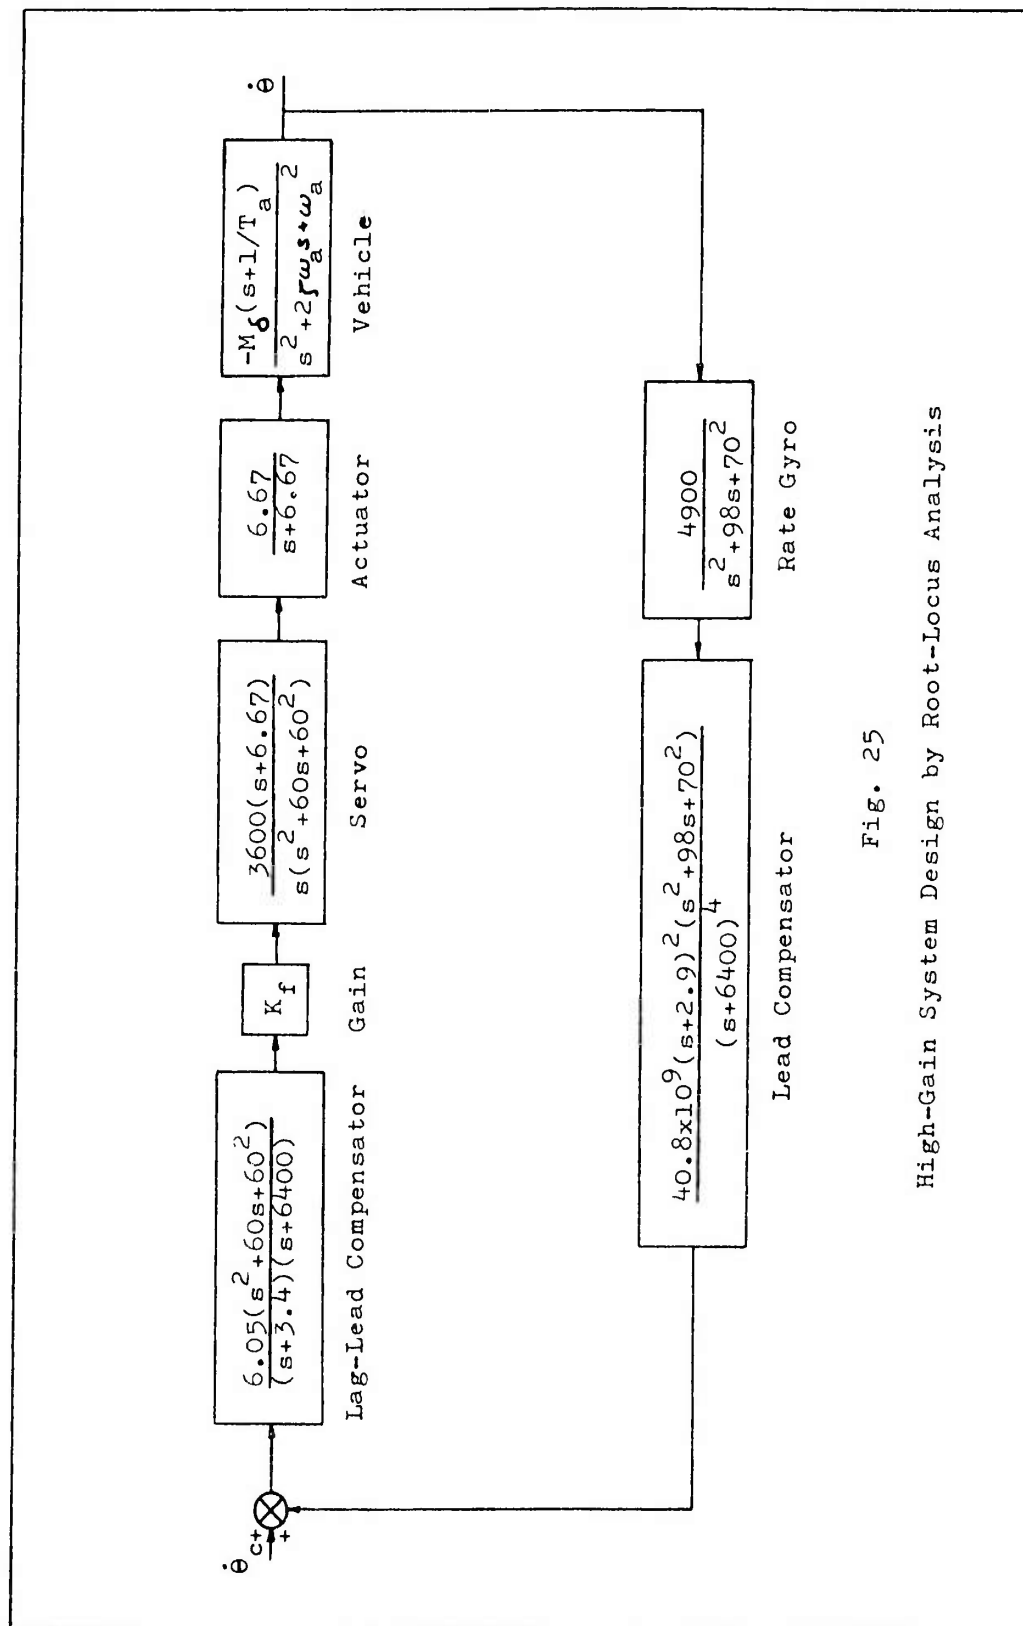 θ̇c
+
+
6.05(s²+60s+60²)
(s+3.4)(s+6400)
Lag-Lead Compensator
K_f
Gain
3600(s+6.67)
s(s²+60s+60²)
Servo
6.67
s+6.67
Actuator
-M_δ(s+1/T_a)
s²+2ζω_a s+ω_a²
Vehicle
θ̇
4900
s²+98s+70²
Rate Gyro
40.8x10⁹(s+2.9)²(s²+98s+70²)
(s+6400)⁴
Lead Compensator
Fig. 25
High-Gain System Design by Root-Locus Analysis